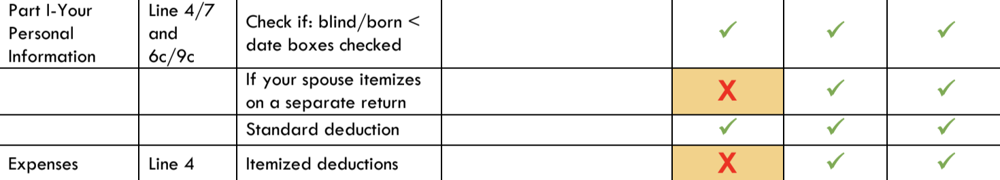 Part I-Your
Personal
Information
Line 4/7
and
6c/9c
Check if: blind/born <
date boxes checked
✓ ✓ ✓
If your spouse itemizes
on a separate return
X ✓ ✓
Standard deduction
✓ ✓ ✓
Expenses
Line 4
Itemized deductions
X ✓ ✓